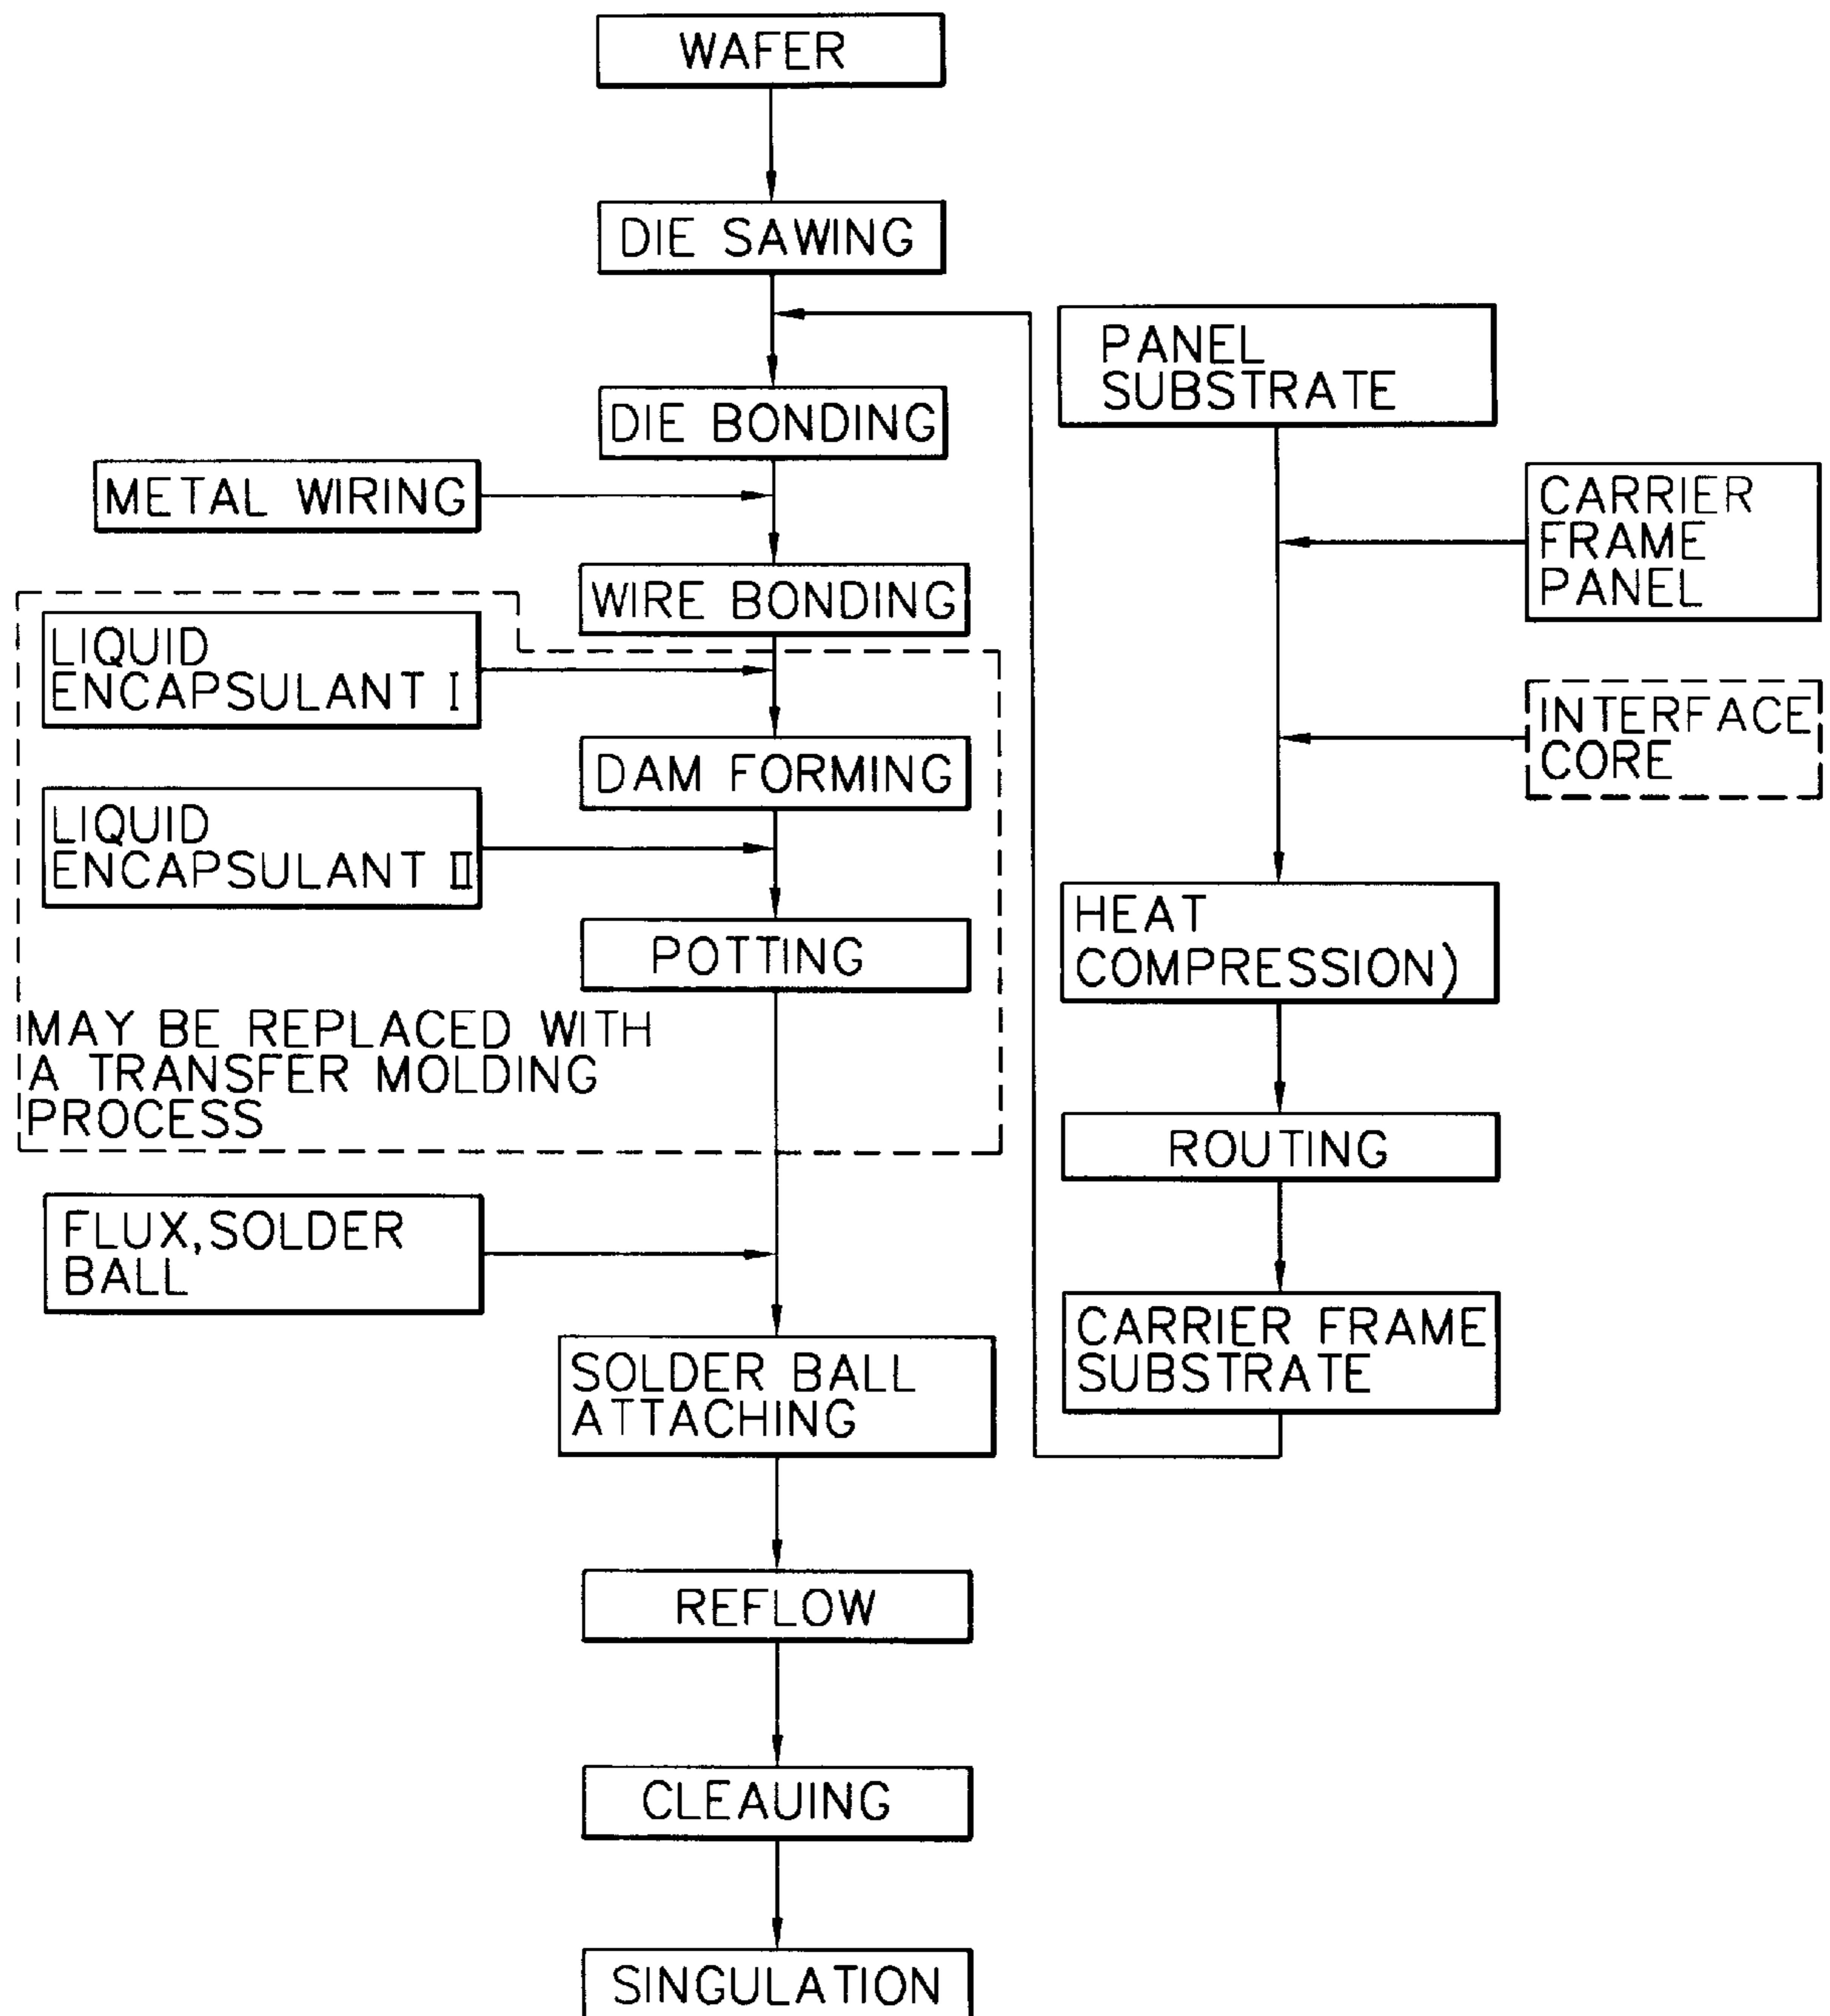 WAFER
DIE SAWING
PANEL
SUBSTRATE
DIE BONDING
METAL WIRING
CARRIER
FRAME
PANEL
WIRE BONDING
LIQUID
ENCAPSULANT I
INTERFACE
CORE
DAM FORMING
LIQUID
ENCAPSULANT II
HEAT
COMPRESSION)
POTTING
MAY BE REPLACED WITH
A TRANSFER MOLDING
PROCESS
ROUTING
FLUX,SOLDER
BALL
CARRIER FRAME
SUBSTRATE
SOLDER BALL
ATTACHING
REFLOW
CLEAUING
SINGULATION